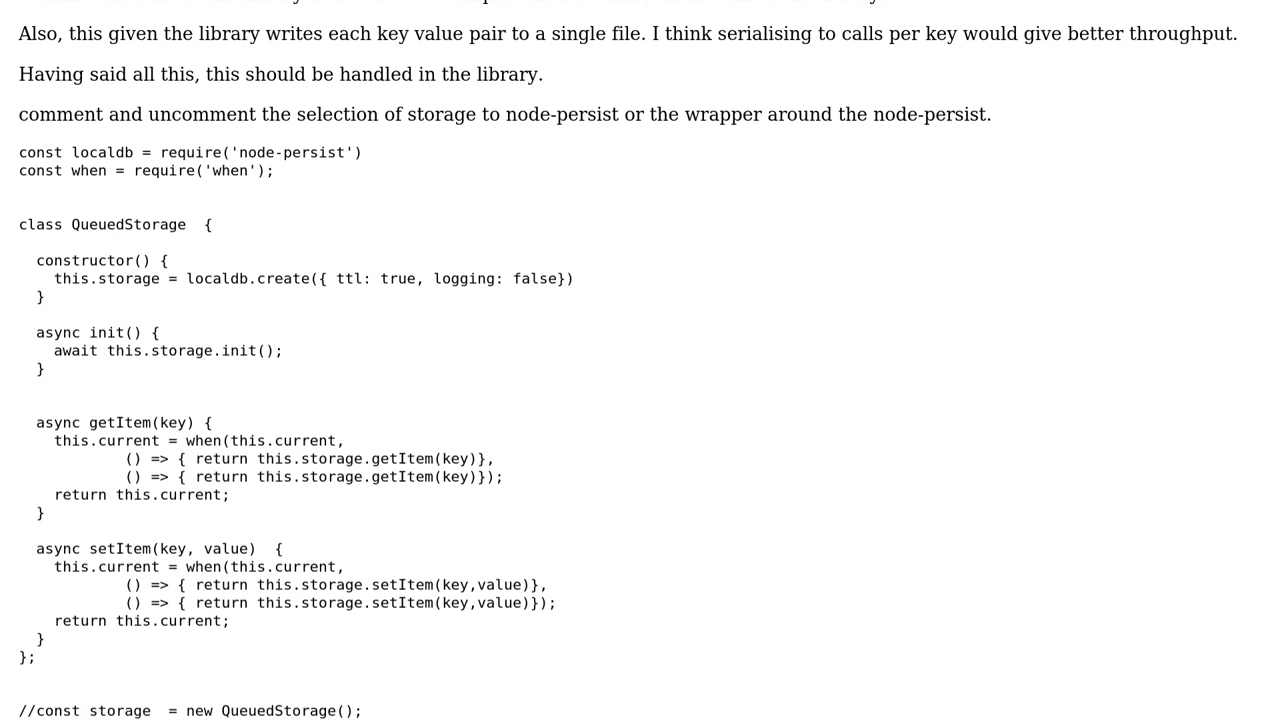 Also, this given the library writes each key value pair to a single file. I think serialising to calls per key would give better throughput.
Having said all this, this should be handled in the library.
comment and uncomment the selection of storage to node-persist or the wrapper around the node-persist.
const localdb = require('node-persist')
const when = require('when');
class QueuedStorage  {
  constructor() {
    this.storage = localdb.create({ ttl: true, logging: false})
  }
  async init() {
    await this.storage.init();
  }
  async getItem(key) {
    this.current = when(this.current,
            () => { return this.storage.getItem(key)},
            () => { return this.storage.getItem(key)});
    return this.current;
  }
  async setItem(key, value)  {
    this.current = when(this.current,
            () => { return this.storage.setItem(key,value)},
            () => { return this.storage.setItem(key,value)});
    return this.current;
  }
};
//const storage  = new QueuedStorage();